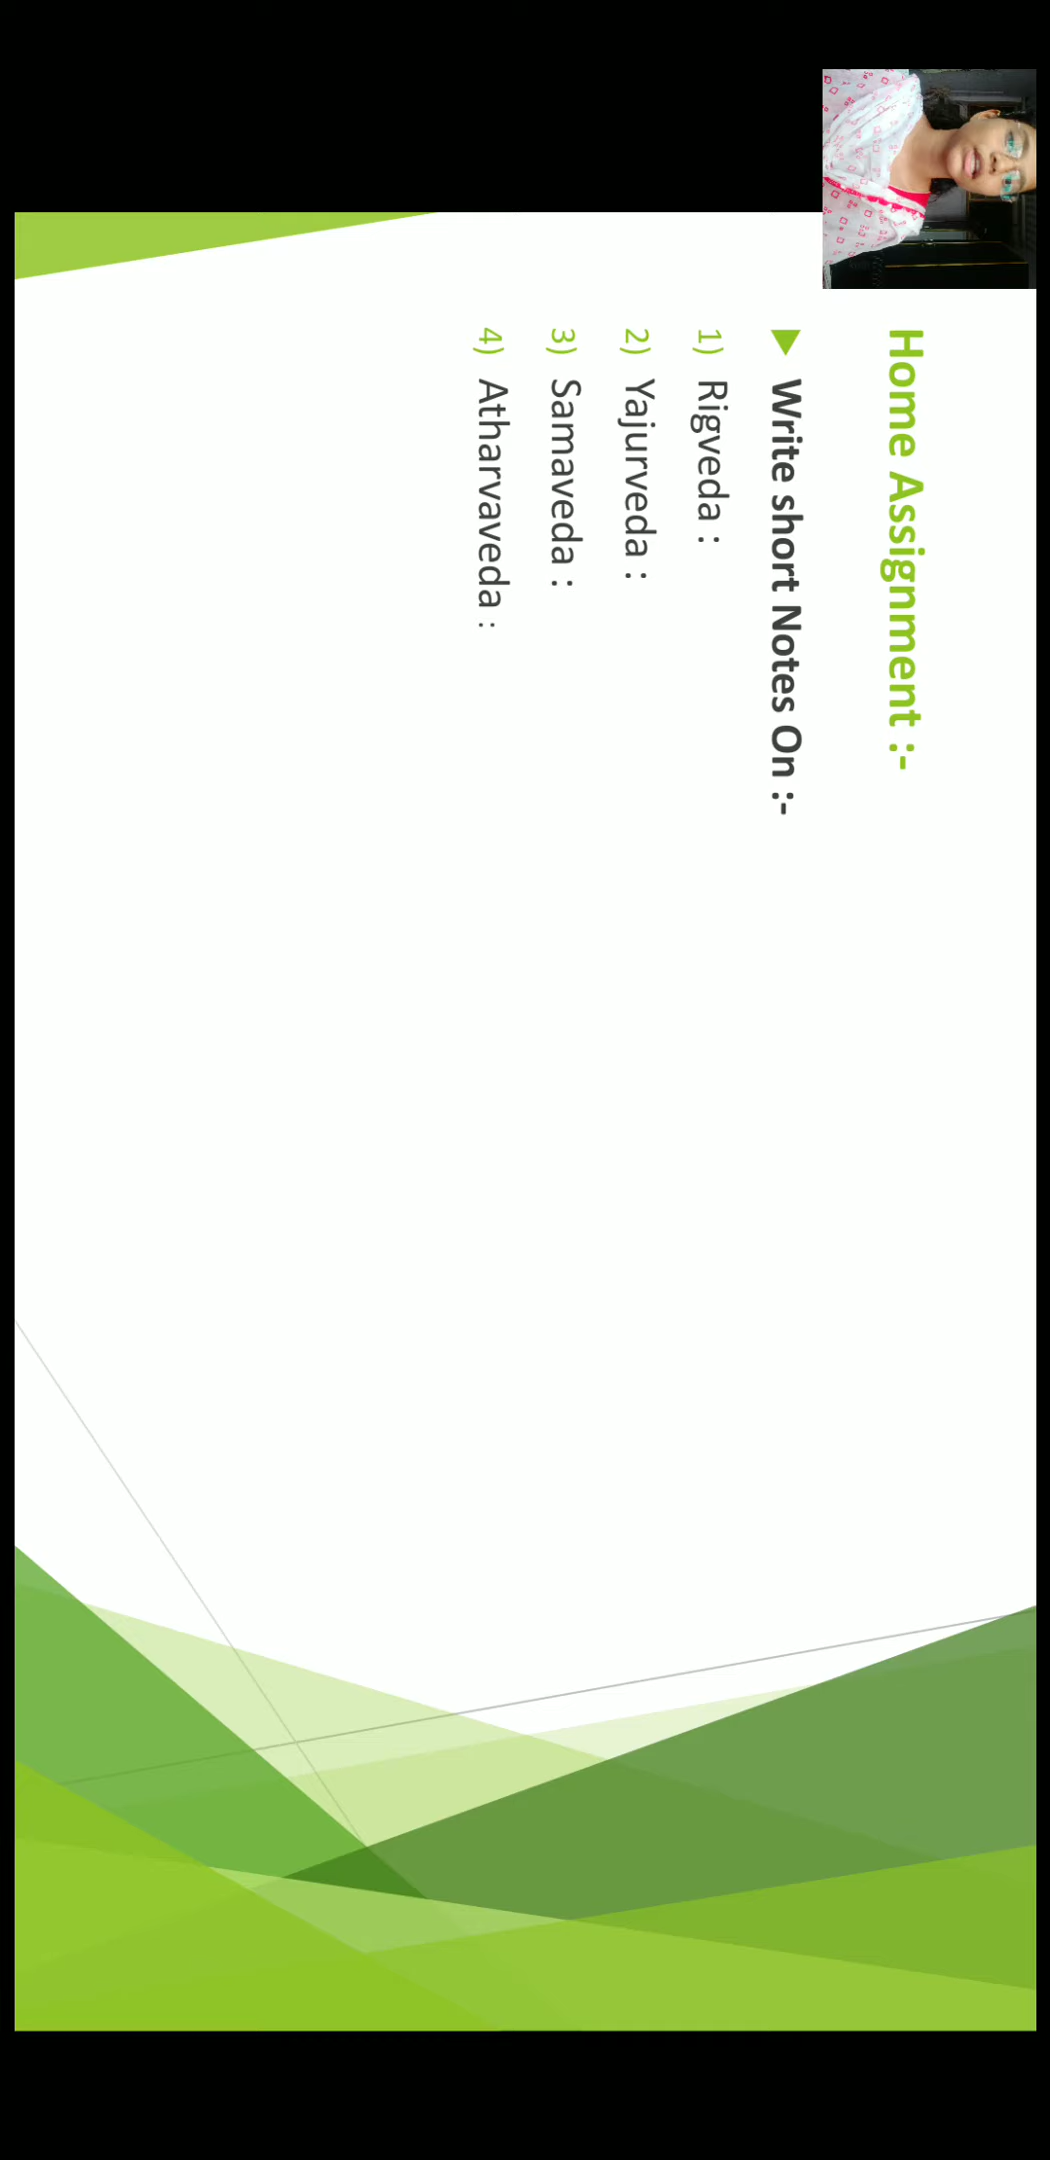 Home Assignment :-
▶ Write short Notes On :-
1) Rigveda :
2) Yajurveda :
3) Samaveda :
4) Atharvaveda :